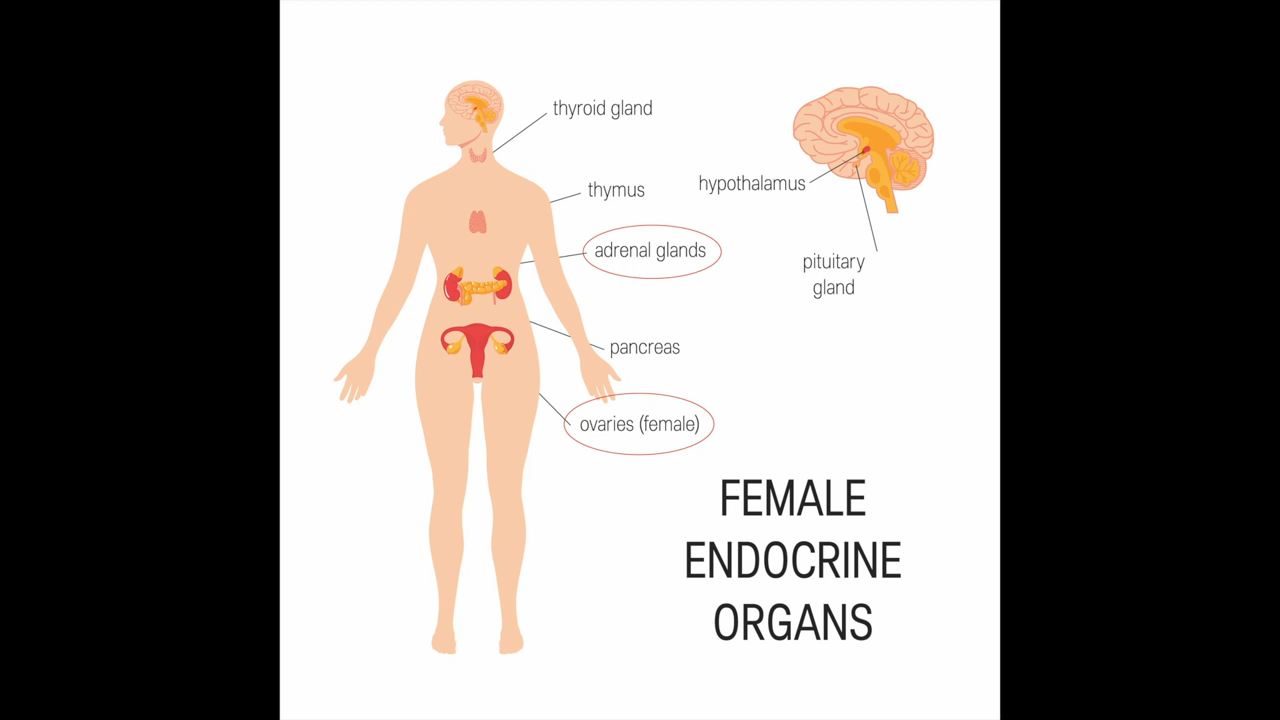 thyroid gland
thymus
hypothalamus
adrenal glands
pituitary
gland
pancreas
ovaries (female)
FEMALE
ENDOCRINE
ORGANS